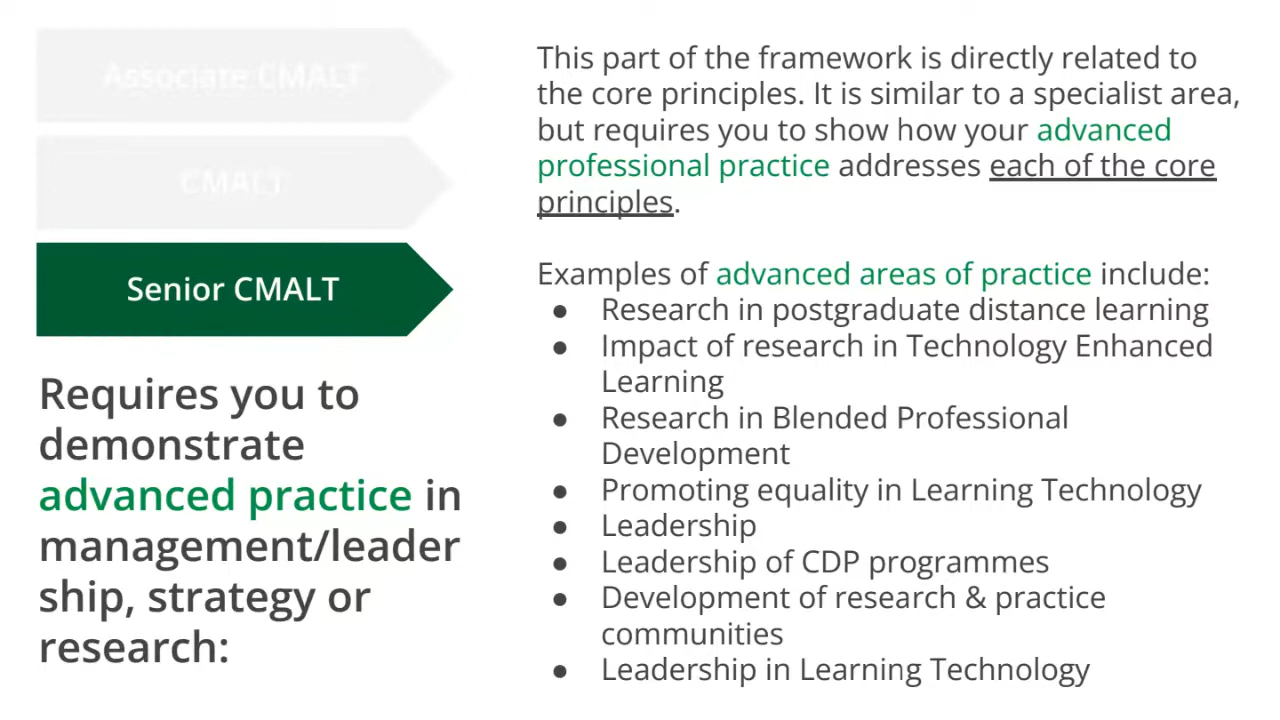 Associate CMALT
CMALT
Senior CMALT
Requires you to
demonstrate
advanced practice in
management/leader
ship, strategy or
research:
This part of the framework is directly related to
the core principles. It is similar to a specialist area,
but requires you to show how your advanced
professional practice addresses each of the core
principles.
Examples of advanced areas of practice include:
● Research in postgraduate distance learning
● Impact of research in Technology Enhanced
Learning
● Research in Blended Professional
Development
● Promoting equality in Learning Technology
● Leadership
● Leadership of CDP programmes
● Development of research & practice
communities
● Leadership in Learning Technology